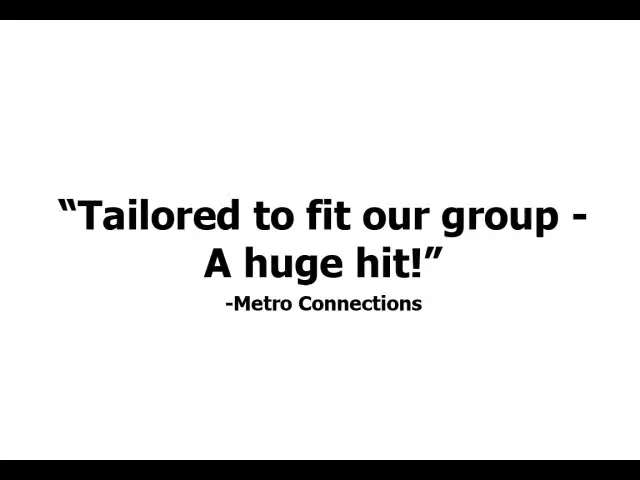 “Tailored to fit our group -
A huge hit!”
-Metro Connections